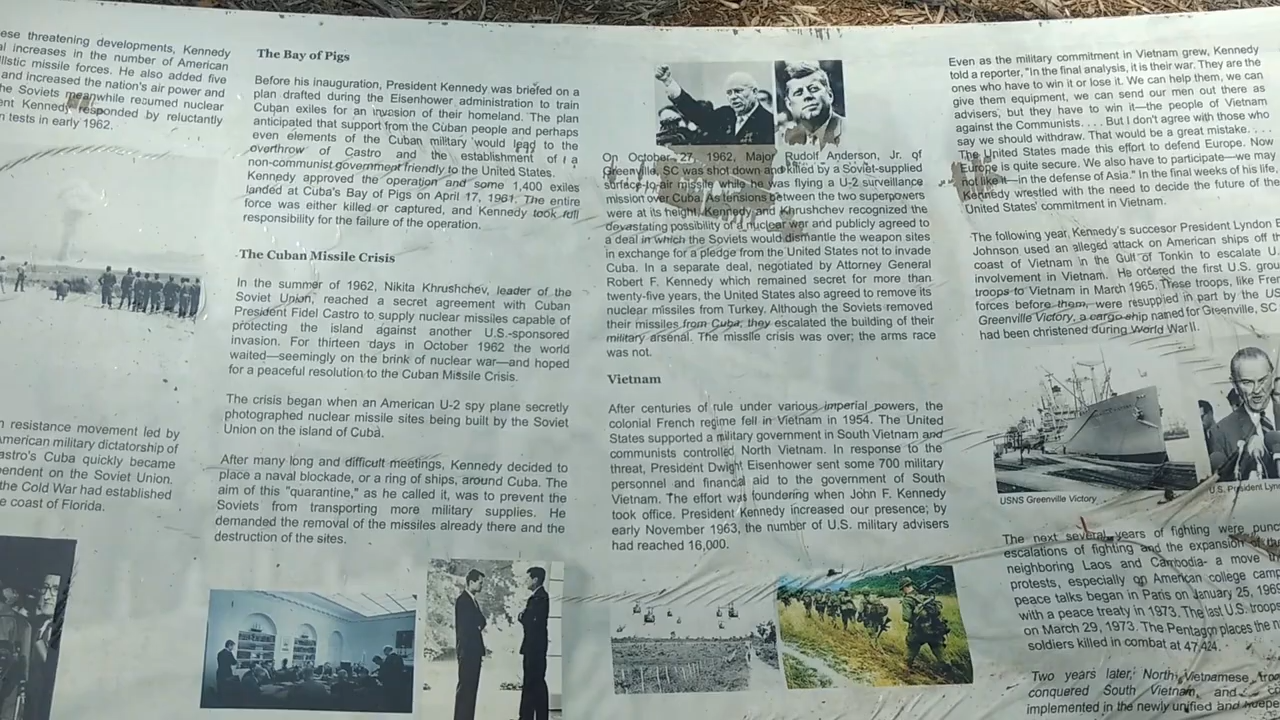 ese threatening developments, Kennedy
al increases in the number of American
llistic missile forces. He also added five
and increased the nation's air power and
he Soviets meanwhile resumed nuclear
ent Kennedy responded by reluctantly
n tests in early 1962.
n resistance movement led by
American military dictatorship of
astro's Cuba quickly became
pendent on the Soviet Union.
the Cold War had established
e coast of Florida.
The Bay of Pigs
Before his inauguration, President Kennedy was briefed on a
plan drafted during the Eisenhower administration to train
Cuban exiles for an invasion of their homeland. The plan
anticipated that support from the Cuban people and perhaps
even elements of the Cuban military would lead to the
overthrow of Castro and the establishment of a
non-communist government friendly to the United States.
Kennedy approved the operation and some 1,400 exiles
landed at Cuba's Bay of Pigs on April 17, 1961. The entire
force was either killed or captured, and Kennedy took full
responsibility for the failure of the operation.
The Cuban Missile Crisis
In the summer of 1962, Nikita Khrushchev, leader of the
Soviet Union, reached a secret agreement with Cuban
President Fidel Castro to supply nuclear missiles capable of
protecting the island against another U.S.-sponsored
invasion. For thirteen days in October 1962 the world
waited—seemingly on the brink of nuclear war—and hoped
for a peaceful resolution to the Cuban Missile Crisis.
The crisis began when an American U-2 spy plane secretly
photographed nuclear missile sites being built by the Soviet
Union on the island of Cuba.
After many long and difficult meetings, Kennedy decided to
place a naval blockade, or a ring of ships, around Cuba. The
aim of this "quarantine," as he called it, was to prevent the
Soviets from transporting more military supplies. He
demanded the removal of the missiles already there and the
destruction of the sites.
On October 27, 1962, Major Rudolf Anderson, Jr. of
Greenville, SC was shot down and killed by a Soviet-supplied
surface-to-air missile while was flying a U-2 surveillance
mission over Cuba. As tensions between the two superpowers
were at its height, Kennedy and Khrushchev recognized the
devastating possibility of a nuclear war and publicly agreed to
a deal in which the Soviets would dismantle the weapon sites
in exchange for a pledge from the United States not to invade
Cuba. In a separate deal, negotiated by Attorney General
Robert F. Kennedy which remained secret for more than
twenty-five years, the United States also agreed to remove its
nuclear missiles from Turkey. Although the Soviets removed
their missiles from Cuba, they escalated the building of their
military arsenal. The missile crisis was over; the arms race
was not.
Vietnam
After centuries of rule under various imperial powers, the
colonial French regime fell in Vietnam in 1954. The United
States supported a military government in South Vietnam and
communists controlled North Vietnam. In response to the
threat, President Dwight Eisenhower sent some 700 military
personnel and financial aid to the government of South
Vietnam. The effort was foundering when John F. Kennedy
took office. President Kennedy increased our presence; by
early November 1963, the number of U.S. military advisers
had reached 16,000.
Even as the military commitment in Vietnam grew, Kennedy
told a reporter, "In the final analysis, it is their war. They are the
ones who have to win it or lose it. We can help them, we can
give them equipment, we can send our men out there as
advisers, but they have to win it—the people of Vietnam
against the Communists. . . . But I don't agree with those who
say we should withdraw. That would be a great mistake. . . .
The United States made this effort to defend Europe. Now
Europe is quite secure. We also have to participate—we may
not like it—in the defense of Asia." In the final weeks of his life,
Kennedy wrestled with the need to decide the future of the
United States' commitment in Vietnam.
The following year, Kennedy's succesor President Lyndon B
Johnson used an alleged attack on American ships off th
coast of Vietnam in the Gulf of Tonkin to escalate U.
involvement in Vietnam. He ordered the first U.S. grou
troops to Vietnam in March 1965. These troops, like Fren
forces before them, were resupplied in part by the US
Greenville Victory, a cargo ship named for Greenville, SC
had been christened during World War II.
USNS Greenville Victory
U.S. President Lyn
The next several years of fighting were punc
escalations of fighting and the expansion
neighboring Laos and Cambodia- a move
protests, especially on American college camp
peace talks began in Paris on January 25, 1969
with a peace treaty in 1973. The last U.S. troop
on March 29, 1973. The Pentagon places the n
soldiers killed in combat at 47,424.
Two years later, North Vietnamese troo
conquered South Vietnam, and
implemented in the newly unified and